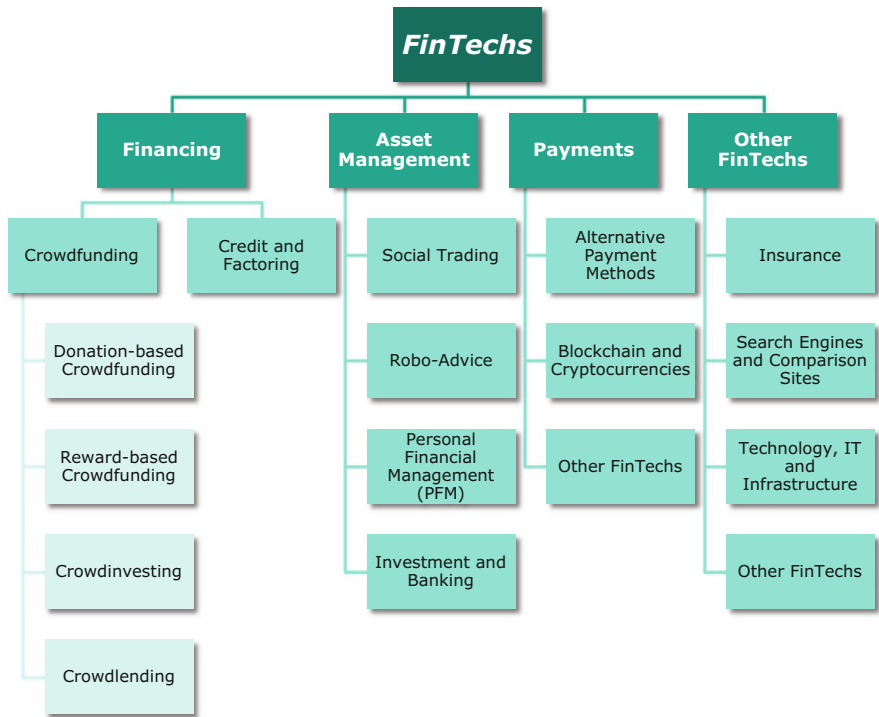 FinTechs
Financing
Asset
Management
Payments
Other
FinTechs
Crowdfunding
Credit and
Factoring
Social Trading
Alternative
Payment
Methods
Insurance
Donation-based
Crowdfunding
Robo-Advice
Blockchain and
Cryptocurrencies
Search Engines
and Comparison
Sites
Reward-based
Crowdfunding
Personal
Financial
Management
(PFM)
Other FinTechs
Technology, IT
and
Infrastructure
Crowdinvesting
Investment and
Banking
Other FinTechs
Crowdlending